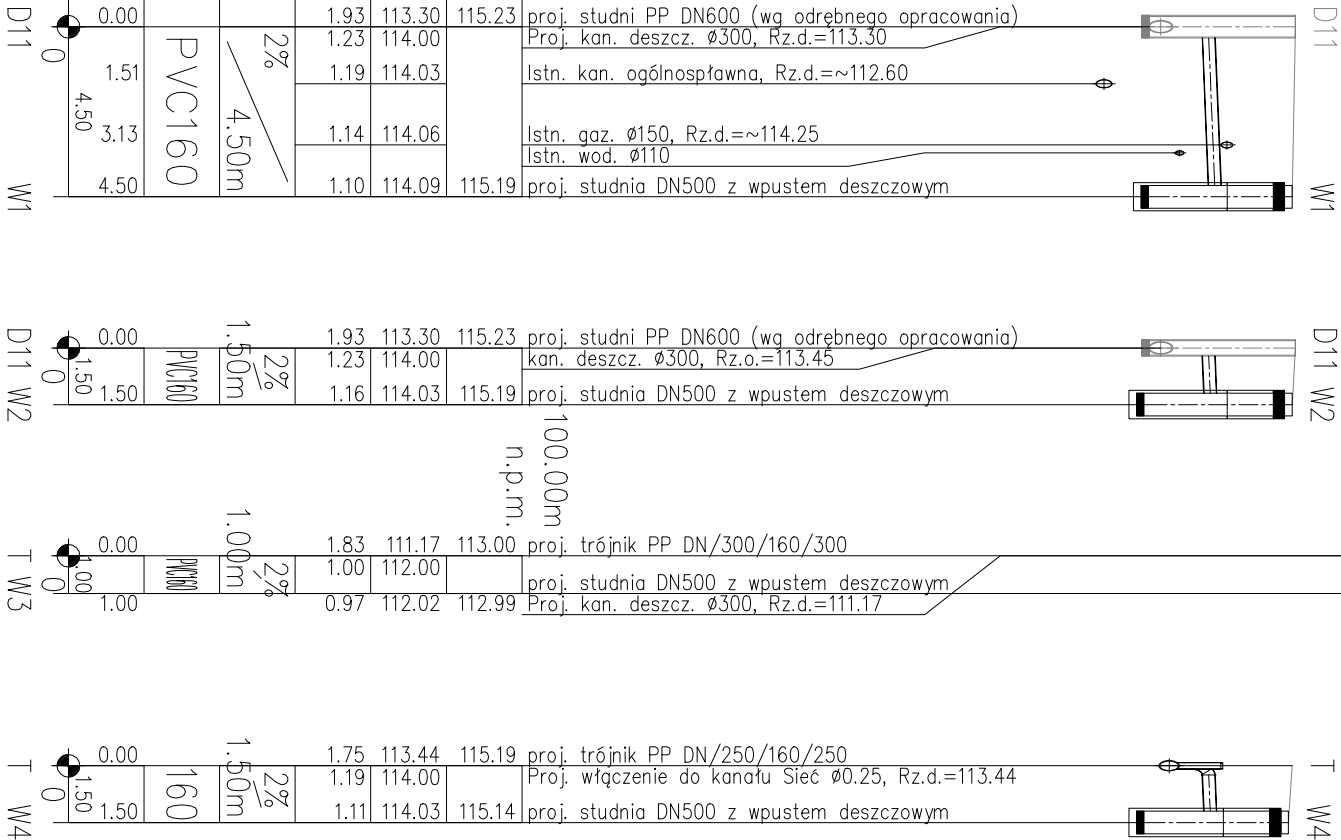 D11
0.00
1.93 113.30 115.23 proj. studni PP DN600 (wg odrębnego opracowania)
D11
0
2%
1.23 114.00 Proj. kan. deszcz. Ø300, Rz.d.=113.30
PVC160
1.51
1.19 114.03 Istn. kan. ogólnospławna, Rz.d.=~112.60
4.50
4.50m
3.13
1.14 114.06 Istn. gaz. Ø150, Rz.d.=~114.25
Istn. wod. Ø110
W1
4.50
1.10 114.09 115.19 proj. studnia DN500 z wpustem deszczowym
W1
D11
0.00
1.93 113.30 115.23 proj. studni PP DN600 (wg odrębnego opracowania)
D11
0
1.50
PVC160
1.50m
2%
1.23 114.00 kan. deszcz. Ø300, Rz.o.=113.45
W2
1.50
1.16 114.03 115.19 proj. studnia DN500 z wpustem deszczowym
W2
100.00m
n.p.m.
T
0.00
1.83 111.17 113.00 proj. trójnik PP DN/300/160/300
0
1.00
PVC160
1.00m
2%
1.00 112.00
proj. studnia DN500 z wpustem deszczowym
W3
1.00
0.97 112.02 112.99 Proj. kan. deszcz. Ø300, Rz.d.=111.17
T
0.00
1.75 113.44 115.19 proj. trójnik PP DN/250/160/250
T
0
1.50
160
1.50m
2%
1.19 114.00 Proj. włączenie do kanału Sieć Ø0.25, Rz.d.=113.44
W4
1.50
1.11 114.03 115.14 proj. studnia DN500 z wpustem deszczowym
W4